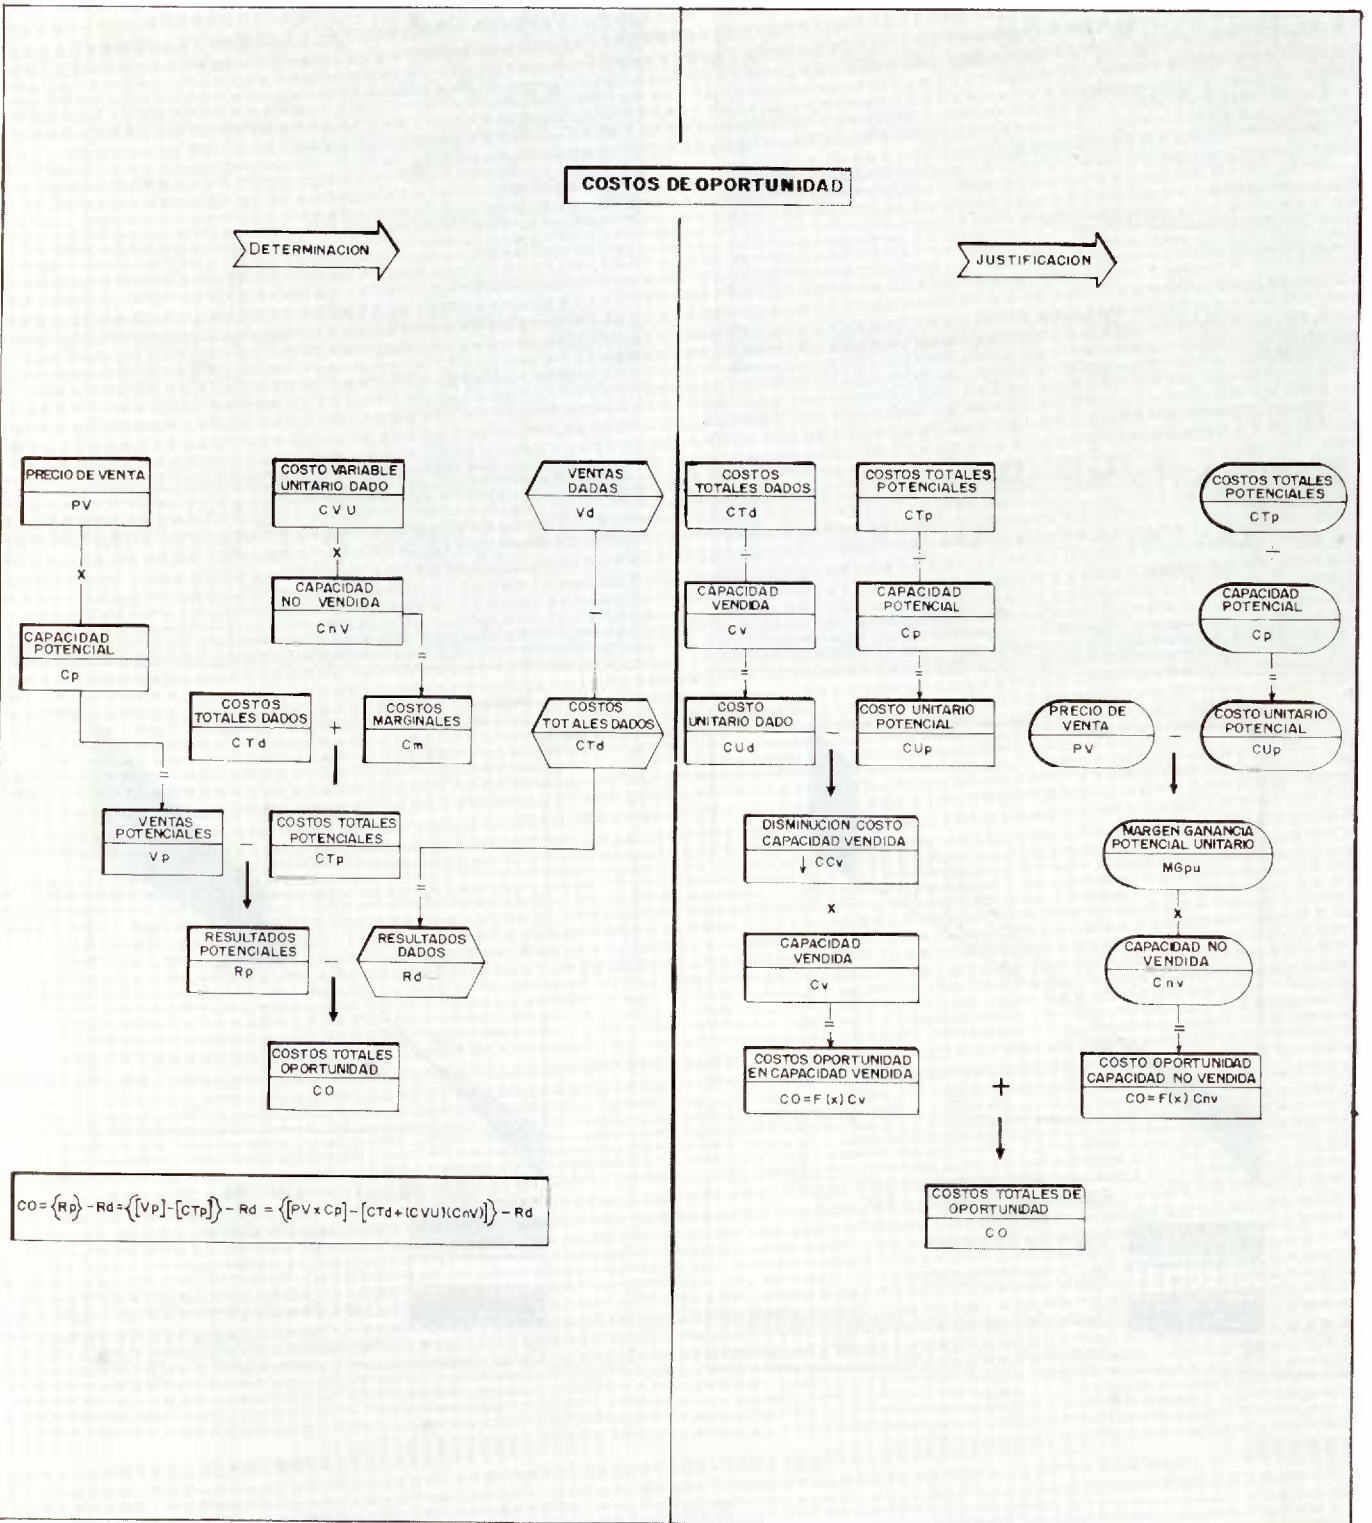 COSTOS DE OPORTUNIDAD
DETERMINACION
PRECIO DE VENTA
PV
x
CAPACIDAD
POTENCIAL
Cp
=
COSTO VARIABLE
UNITARIO DADO
CVU
x
CAPACIDAD
NO VENDIDA
CnV
=
COSTOS
TOTALES DADOS
CTd
+
COSTOS
MARGINALES
Cm
VENTAS
DADAS
Vd
—
COSTOS
TOTALES DADOS
CTd
=
VENTAS
POTENCIALES
Vp
—
COSTOS TOTALES
POTENCIALES
CTp
RESULTADOS
POTENCIALES
Rp
—
RESULTADOS
DADOS
Rd
COSTOS TOTALES
OPORTUNIDAD
CO
CO={Rp}-Rd={[Vp]-[CTp]}-Rd = {[PV x Cp]-[CTd+(CVU)(CnV)]}-Rd
JUSTIFICACION
COSTOS
TOTALES DADOS
CTd
÷
CAPACIDAD
VENDIDA
Cv
=
COSTO
UNITARIO DADO
CUd
—
COSTOS TOTALES
POTENCIALES
CTp
÷
CAPACIDAD
POTENCIAL
Cp
=
COSTO UNITARIO
POTENCIAL
CUp
DISMINUCION COSTO
CAPACIDAD VENDIDA
↓ CCv
x
CAPACIDAD
VENDIDA
Cv
=
COSTOS OPORTUNIDAD
EN CAPACIDAD VENDIDA
CO=F(x)Cv
+
COSTOS TOTALES
POTENCIALES
CTp
÷
CAPACIDAD
POTENCIAL
Cp
=
PRECIO DE
VENTA
PV
—
COSTO UNITARIO
POTENCIAL
CUp
MARGEN GANANCIA
POTENCIAL UNITARIO
MGpu
x
CAPACIDAD NO
VENDIDA
Cnv
=
COSTO OPORTUNIDAD
CAPACIDAD NO VENDIDA
CO=F(x) Cnv
COSTOS TOTALES DE
OPORTUNIDAD
CO